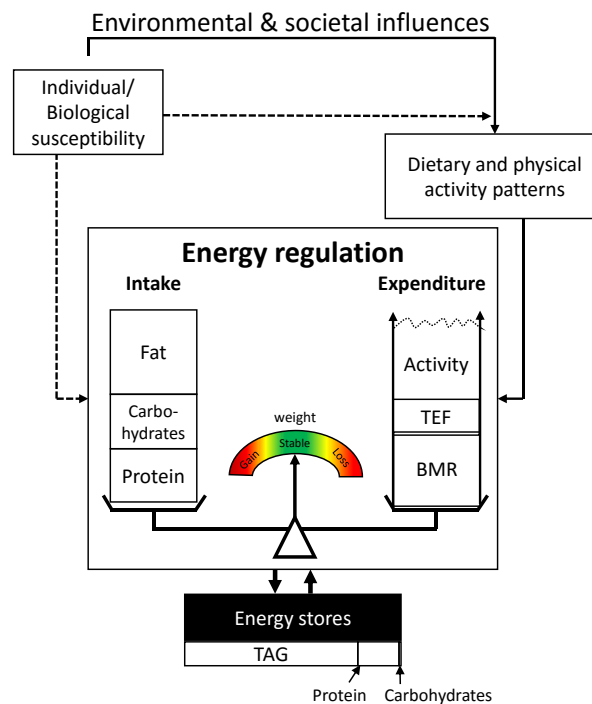 Environmental & societal influences
Individual/
Biological
susceptibility
Dietary and physical
activity patterns
Energy regulation
Intake
Expenditure
Fat
Carbo-
hydrates
Protein
weight
Gain
Stable
Loss
Activity
TEF
BMR
Energy stores
TAG
Protein
Carbohydrates